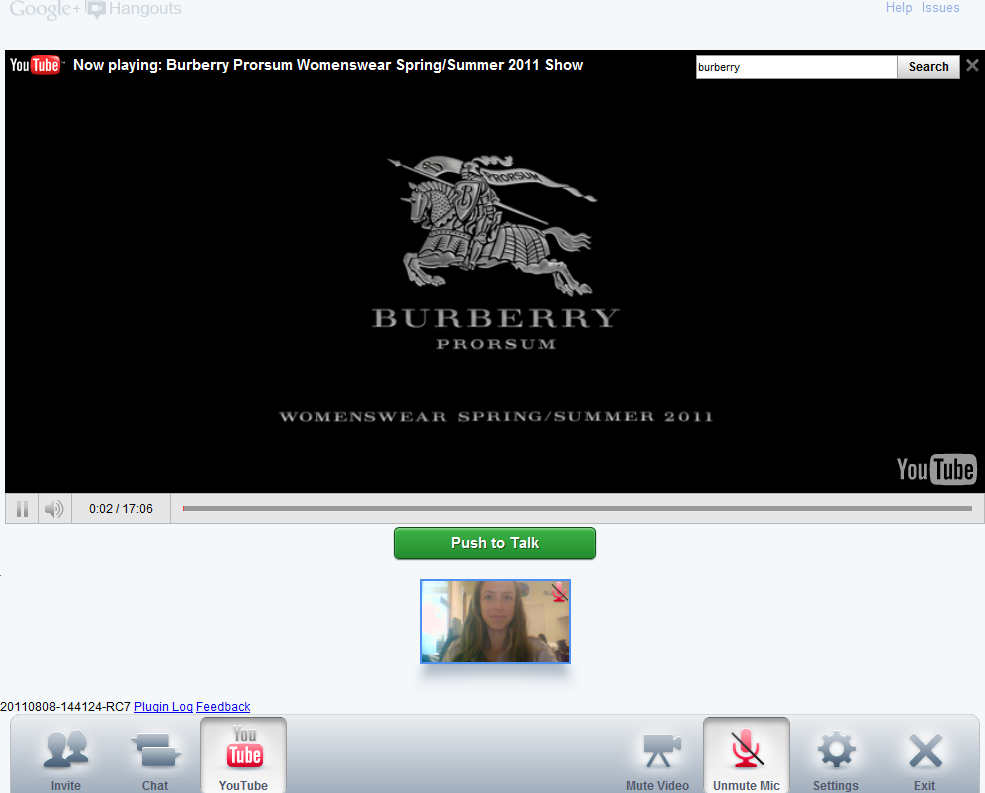 Google+ Hangouts
Help Issues
YouTube Now playing: Burberry Prorsum Womenswear Spring/Summer 2011 Show
burberry Search
PRORSUM
BURBERRY
PRORSUM
WOMENSWEAR SPRING/SUMMER 2011
YouTube
0:02 / 17:06
Push to Talk
20110808-144124-RC7 Plugin Log Feedback
You
Tube
Invite Chat YouTube Mute Video Unmute Mic Settings Exit